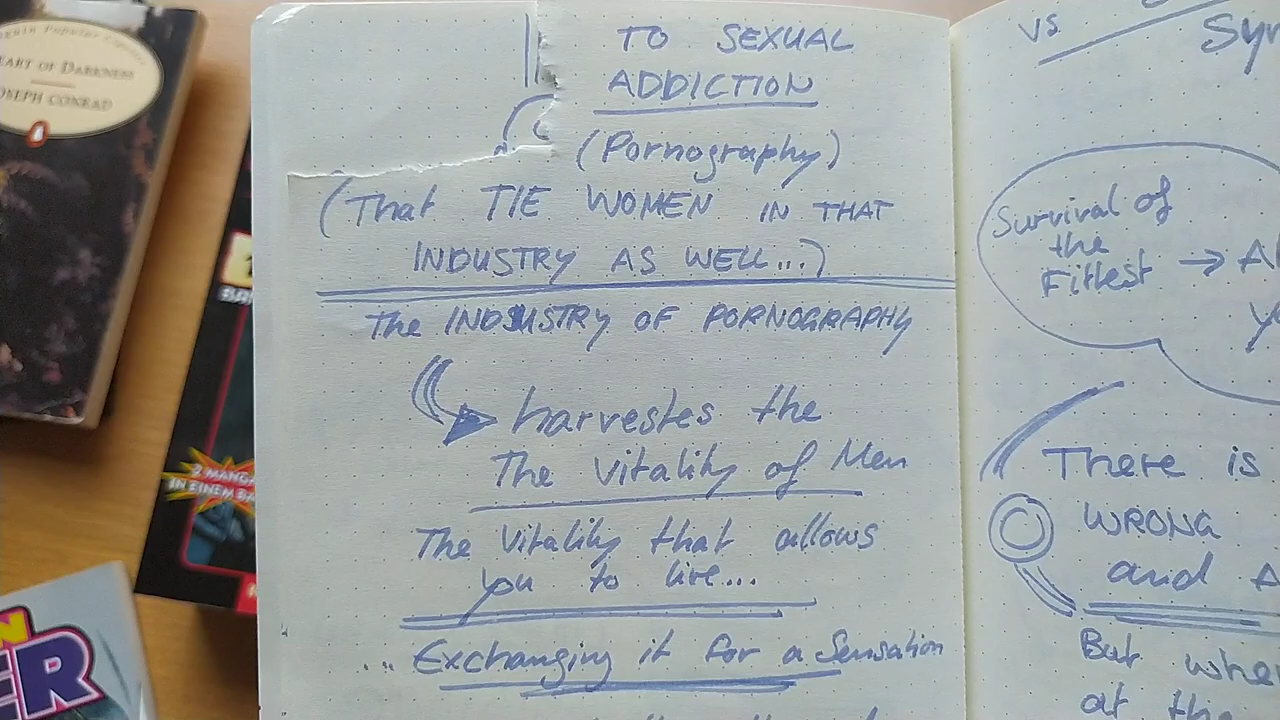 TO SEXUAL
ADDICTION
(Pornography)
(That TIE WOMEN IN THAT
INDUSTRY AS WELL...)
The INDUSTRY OF PORNOGRAPHY
harvestes the
The Vitality of Men
The Vitality that allows
you to live...
... Exchanging it for a Sensation
vs
Survival of
the
Fittest →
There is
WRONG
and
But
at the
HEART OF DARKNESS
JOSEPH CONRAD
2 MANGA
IN EINEM